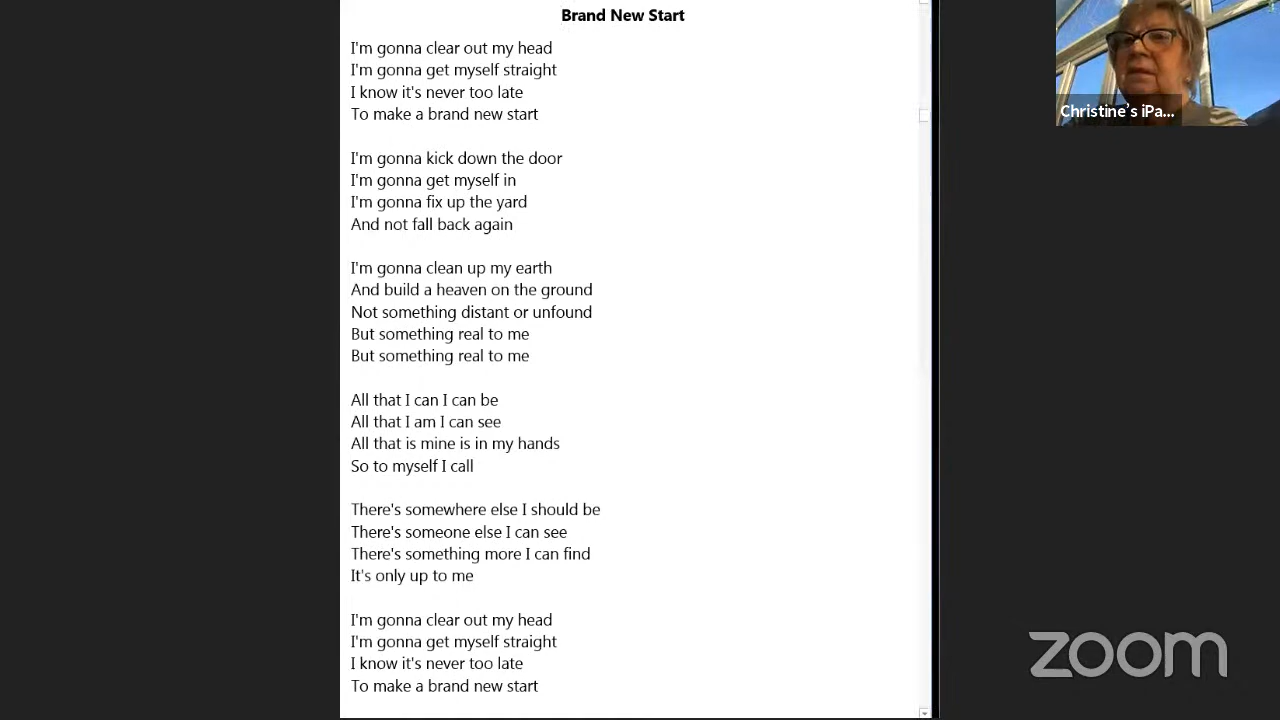 Brand New Start
I'm gonna clear out my head
I'm gonna get myself straight
I know it's never too late
To make a brand new start
I'm gonna kick down the door
I'm gonna get myself in
I'm gonna fix up the yard
And not fall back again
I'm gonna clean up my earth
And build a heaven on the ground
Not something distant or unfound
But something real to me
But something real to me
All that I can I can be
All that I am I can see
All that is mine is in my hands
So to myself I call
There's somewhere else I should be
There's someone else I can see
There's something more I can find
It's only up to me
I'm gonna clear out my head
I'm gonna get myself straight
I know it's never too late
To make a brand new start
Christine’s iPa...
zoom